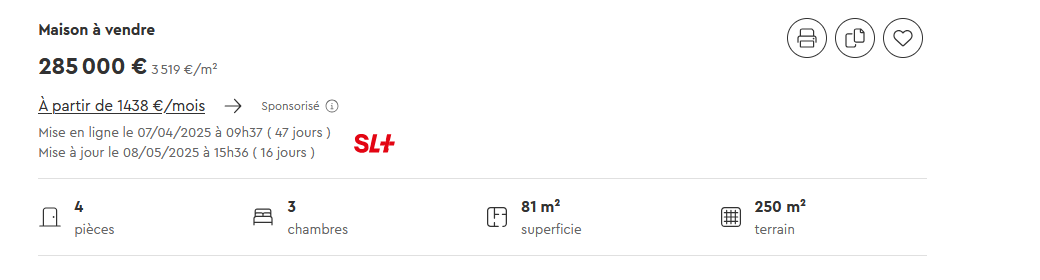 Maison à vendre
285 000 € 3 519 €/m²
À partir de 1438 €/mois Sponsorisé
Mise en ligne le 07/04/2025 à 09h37 ( 47 jours )
SL+
Mise à jour le 08/05/2025 à 15h36 ( 16 jours )
4
pièces
3
chambres
81 m²
superficie
250 m²
terrain